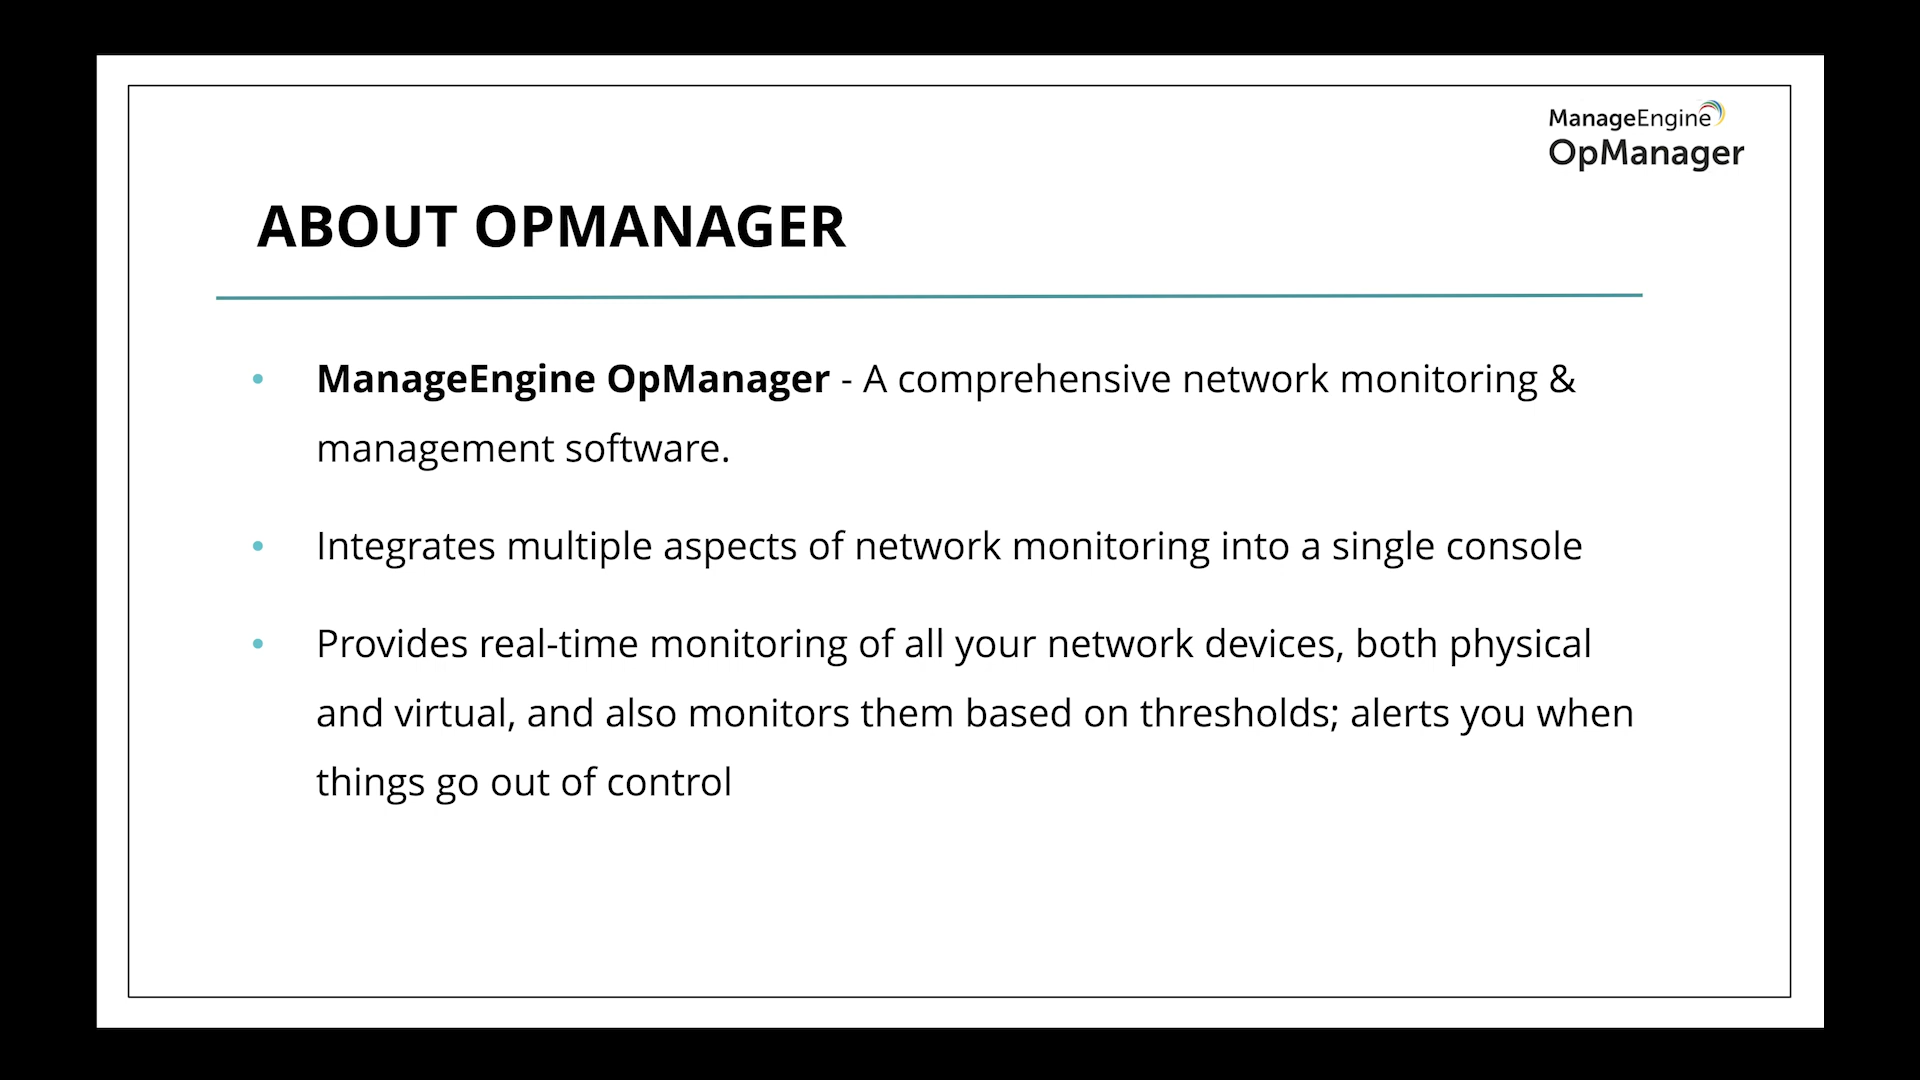 ManageEngine
OpManager
ABOUT OPMANAGER
• ManageEngine OpManager - A comprehensive network monitoring &
management software.
• Integrates multiple aspects of network monitoring into a single console
• Provides real-time monitoring of all your network devices, both physical
and virtual, and also monitors them based on thresholds; alerts you when
things go out of control